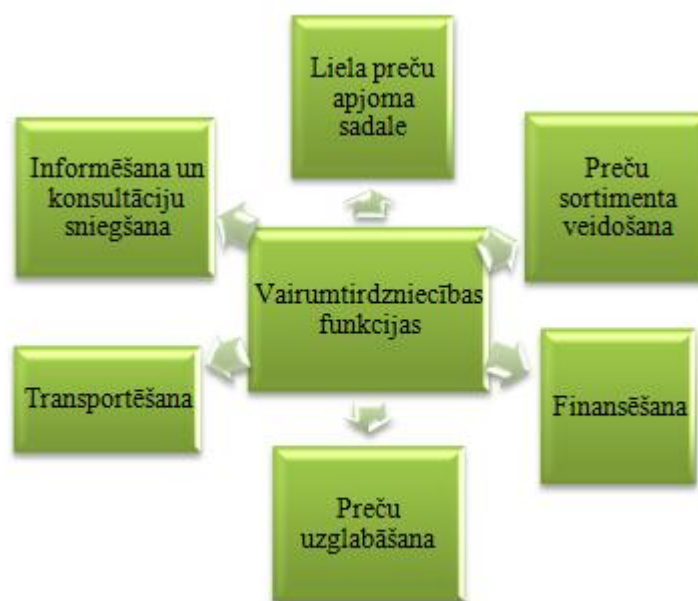 Liela preču
apjoma
sadale
Informēšana un
konsultāciju
sniegšana
Preču
sortimenta
veidošana
Vairumtirdzniecības
funkcijas
Transportēšana
Finansēšana
Preču
uzglabāšana